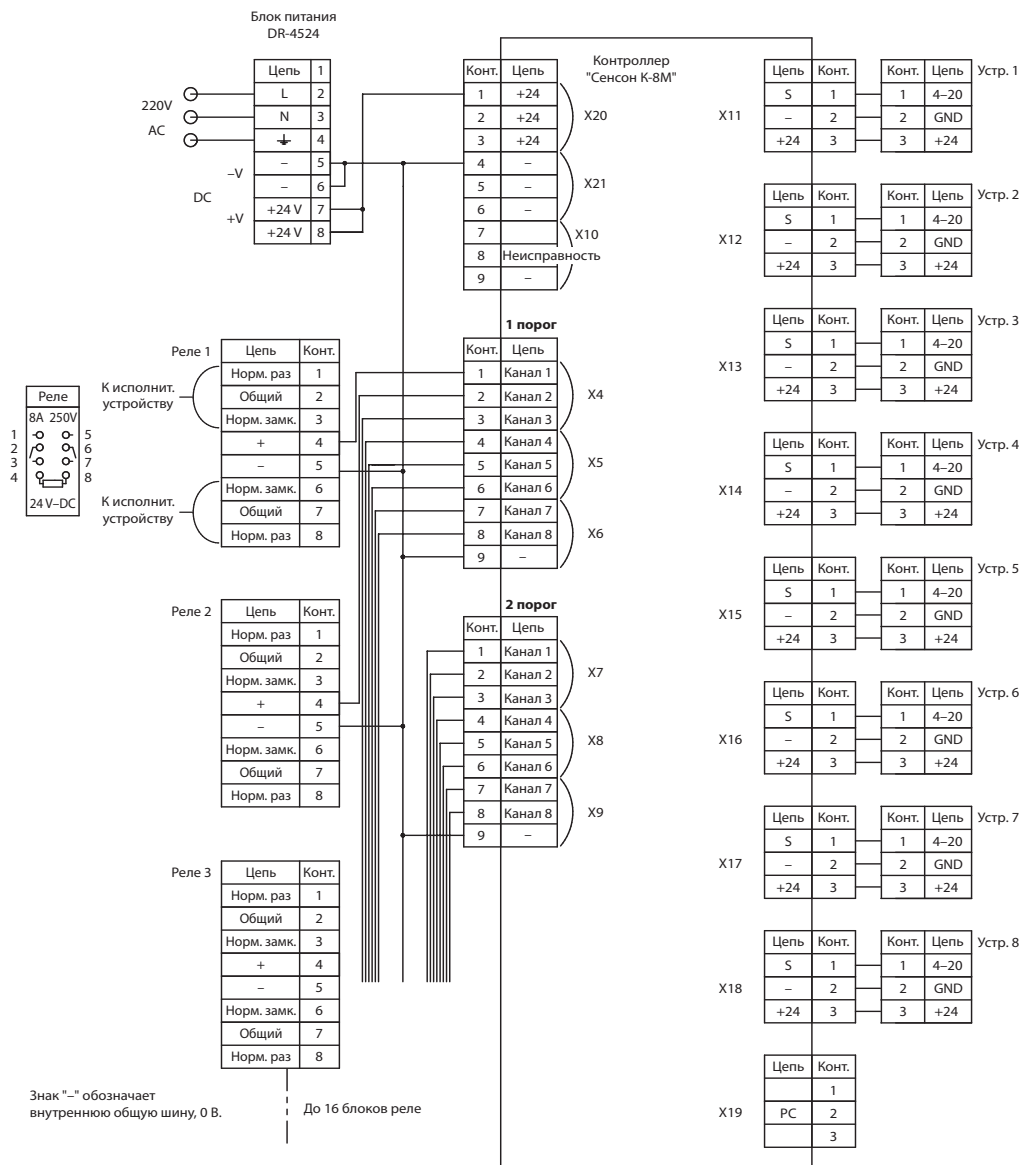 Блок питания
DR-4524
Цепь 1
L 2
N 3
4
– 5
– 6
+24 V 7
+24 V 8
220V
AC
–V
DC
+V
Контроллер
"Сенсон К-8М"
Конт. Цепь
1 +24
2 +24
3 +24
4 –
5 –
6 –
7
8 Неисправность
9 –
X20
X21
X10
1 порог
Конт. Цепь
1 Канал 1
2 Канал 2
3 Канал 3
4 Канал 4
5 Канал 5
6 Канал 6
7 Канал 7
8 Канал 8
9 –
X4
X5
X6
2 порог
Конт. Цепь
1 Канал 1
2 Канал 2
3 Канал 3
4 Канал 4
5 Канал 5
6 Канал 6
7 Канал 7
8 Канал 8
9 –
X7
X8
X9
Реле
8A 250V
1 5
2 6
3 7
4 8
24 V–DC
К исполнит.
устройству
К исполнит.
устройству
Реле 1
Цепь Конт.
Норм. раз 1
Общий 2
Норм. замк. 3
+ 4
– 5
Норм. замк. 6
Общий 7
Норм. раз 8
Реле 2
Цепь Конт.
Норм. раз 1
Общий 2
Норм. замк. 3
+ 4
– 5
Норм. замк. 6
Общий 7
Норм. раз 8
Реле 3
Цепь Конт.
Норм. раз 1
Общий 2
Норм. замк. 3
+ 4
– 5
Норм. замк. 6
Общий 7
Норм. раз 8
Знак "–" обозначает
внутреннюю общую шину, 0 В.
До 16 блоков реле
X11
Цепь Конт. Конт. Цепь Устр. 1
S 1 1 4–20
– 2 2 GND
+24 3 3 +24
X12
Цепь Конт. Конт. Цепь Устр. 2
S 1 1 4–20
– 2 2 GND
+24 3 3 +24
X13
Цепь Конт. Конт. Цепь Устр. 3
S 1 1 4–20
– 2 2 GND
+24 3 3 +24
X14
Цепь Конт. Конт. Цепь Устр. 4
S 1 1 4–20
– 2 2 GND
+24 3 3 +24
X15
Цепь Конт. Конт. Цепь Устр. 5
S 1 1 4–20
– 2 2 GND
+24 3 3 +24
X16
Цепь Конт. Конт. Цепь Устр. 6
S 1 1 4–20
– 2 2 GND
+24 3 3 +24
X17
Цепь Конт. Конт. Цепь Устр. 7
S 1 1 4–20
– 2 2 GND
+24 3 3 +24
X18
Цепь Конт. Конт. Цепь Устр. 8
S 1 1 4–20
– 2 2 GND
+24 3 3 +24
X19
Цепь Конт.
1
PC 2
3